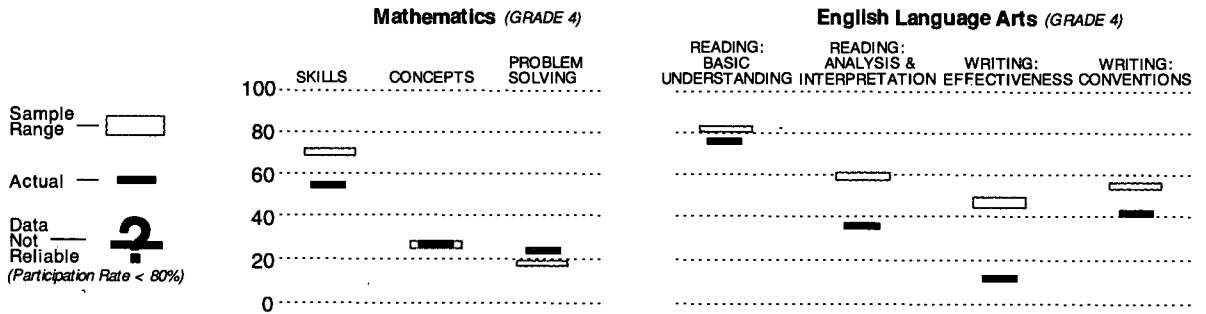 Mathematics (GRADE 4)
English Language Arts (GRADE 4)
SKILLS
CONCEPTS
PROBLEM
SOLVING
READING:
BASIC
UNDERSTANDING
READING:
ANALYSIS &
INTERPRETATION
WRITING:
EFFECTIVENESS
WRITING:
CONVENTIONS
100
80
60
40
20
0
Sample
Range
Actual
Data
Not
Reliable
?
(Participation Rate < 80%)